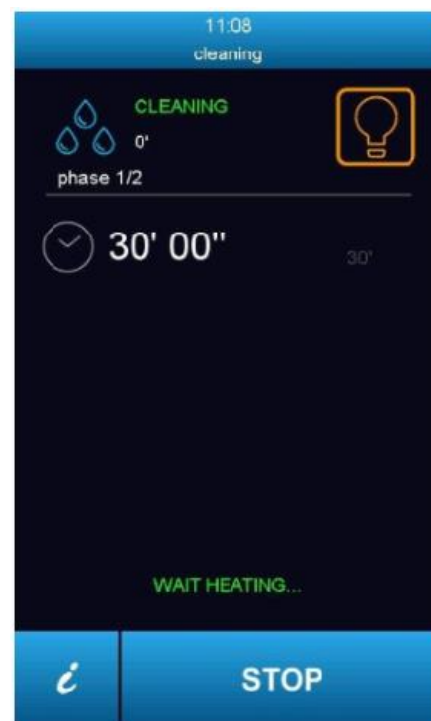 11:08
cleaning
CLEANING
0'
phase 1/2
30' 00"
30'
WAIT HEATING...
i
STOP